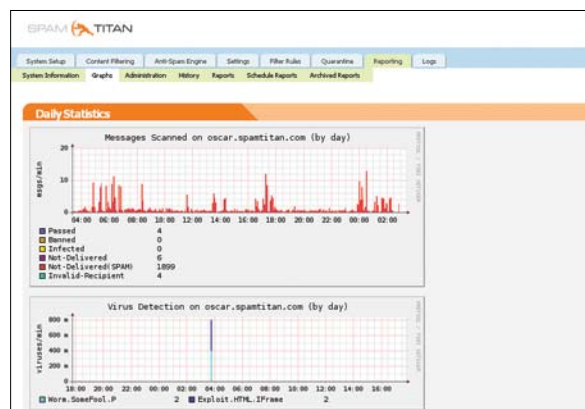 SPAM TITAN
System Setup Content Filtering Anti-Spam Engine Settings Filter Rules Quarantine Reporting Logs
System Information Graphs Administration History Reports Schedule Reports Archived Reports
Daily Statistics
Messages Scanned on oscar.spamtitan.com (by day)
msgs/min
20
10
0
04:00 06:00 08:00 10:00 12:00 14:00 16:00 18:00 20:00 22:00 00:00 02:00
Passed 4
Banned 0
Infected 0
Not-Delivered 6
Not-Delivered(SPAM) 1899
Invalid-Recipient 4
Virus Detection on oscar.spamtitan.com (by day)
viruses/min
800 m
600 m
400 m
200 m
0
18:00 20:00 22:00 00:00 02:00 04:00 06:00 08:00 10:00 12:00 14:00 16:00
Worm.SomeFool.P 2 Exploit.HTML.IFrame 2